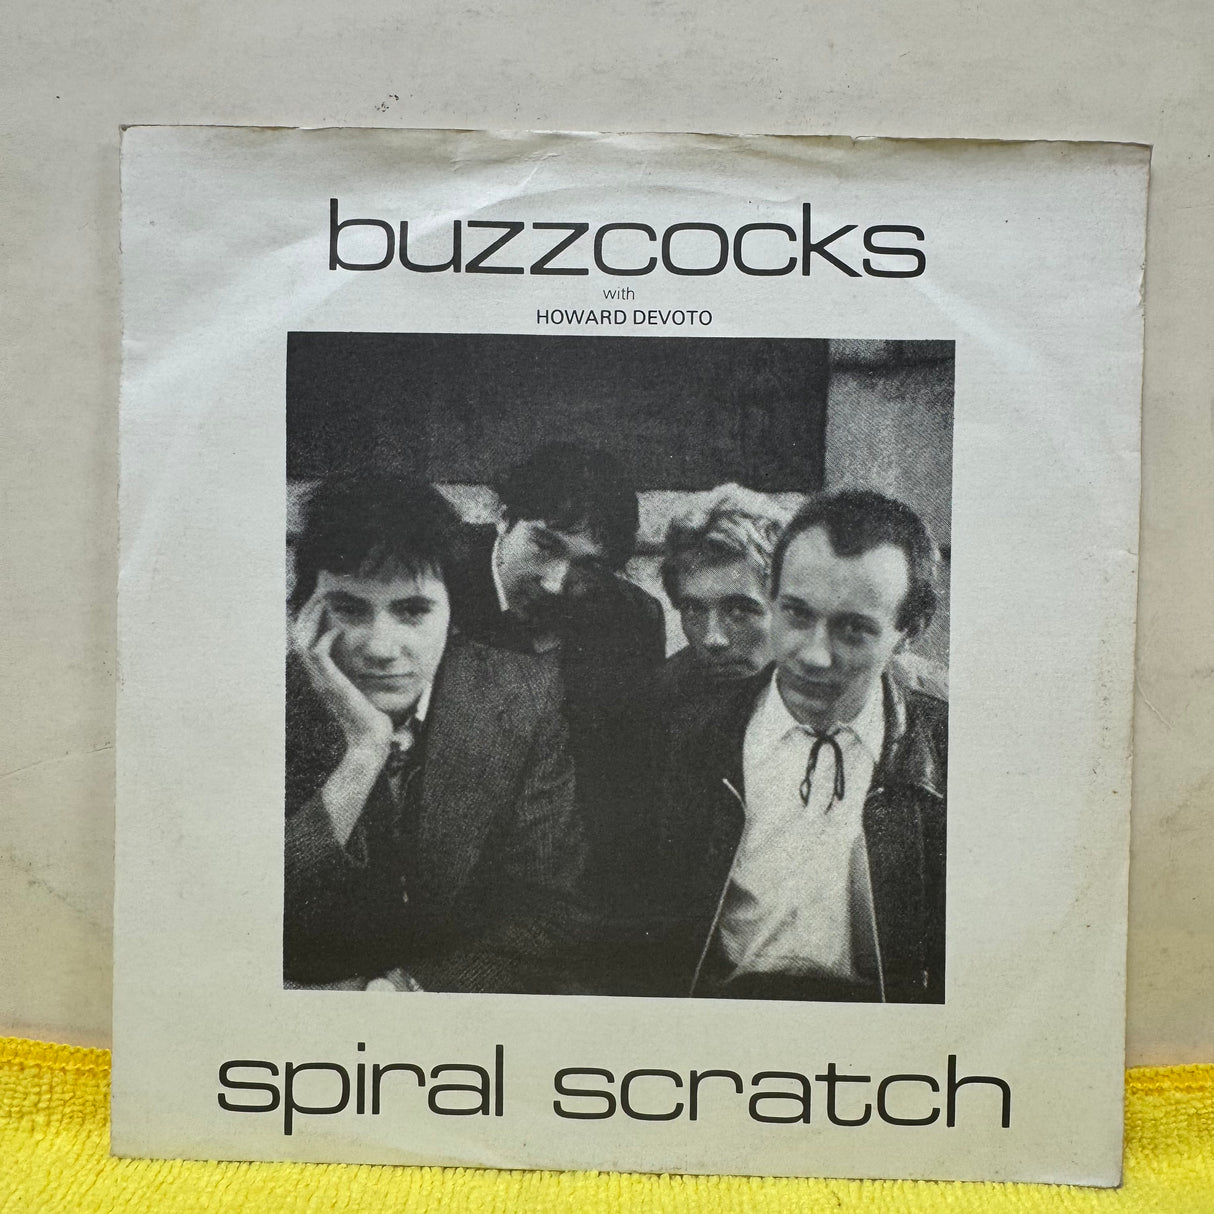 buzzcocks
with
HOWARD DEVOTO
spiral scratch